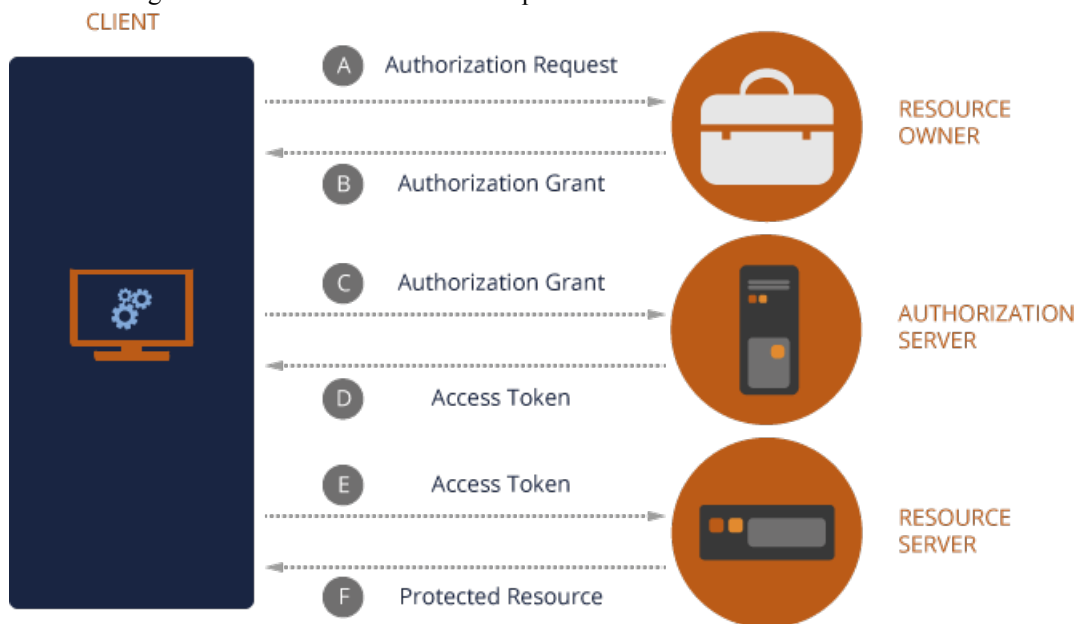 CLIENT
A Authorization Request
RESOURCE
OWNER
B Authorization Grant
C Authorization Grant
AUTHORIZATION
SERVER
D Access Token
E Access Token
RESOURCE
SERVER
F Protected Resource